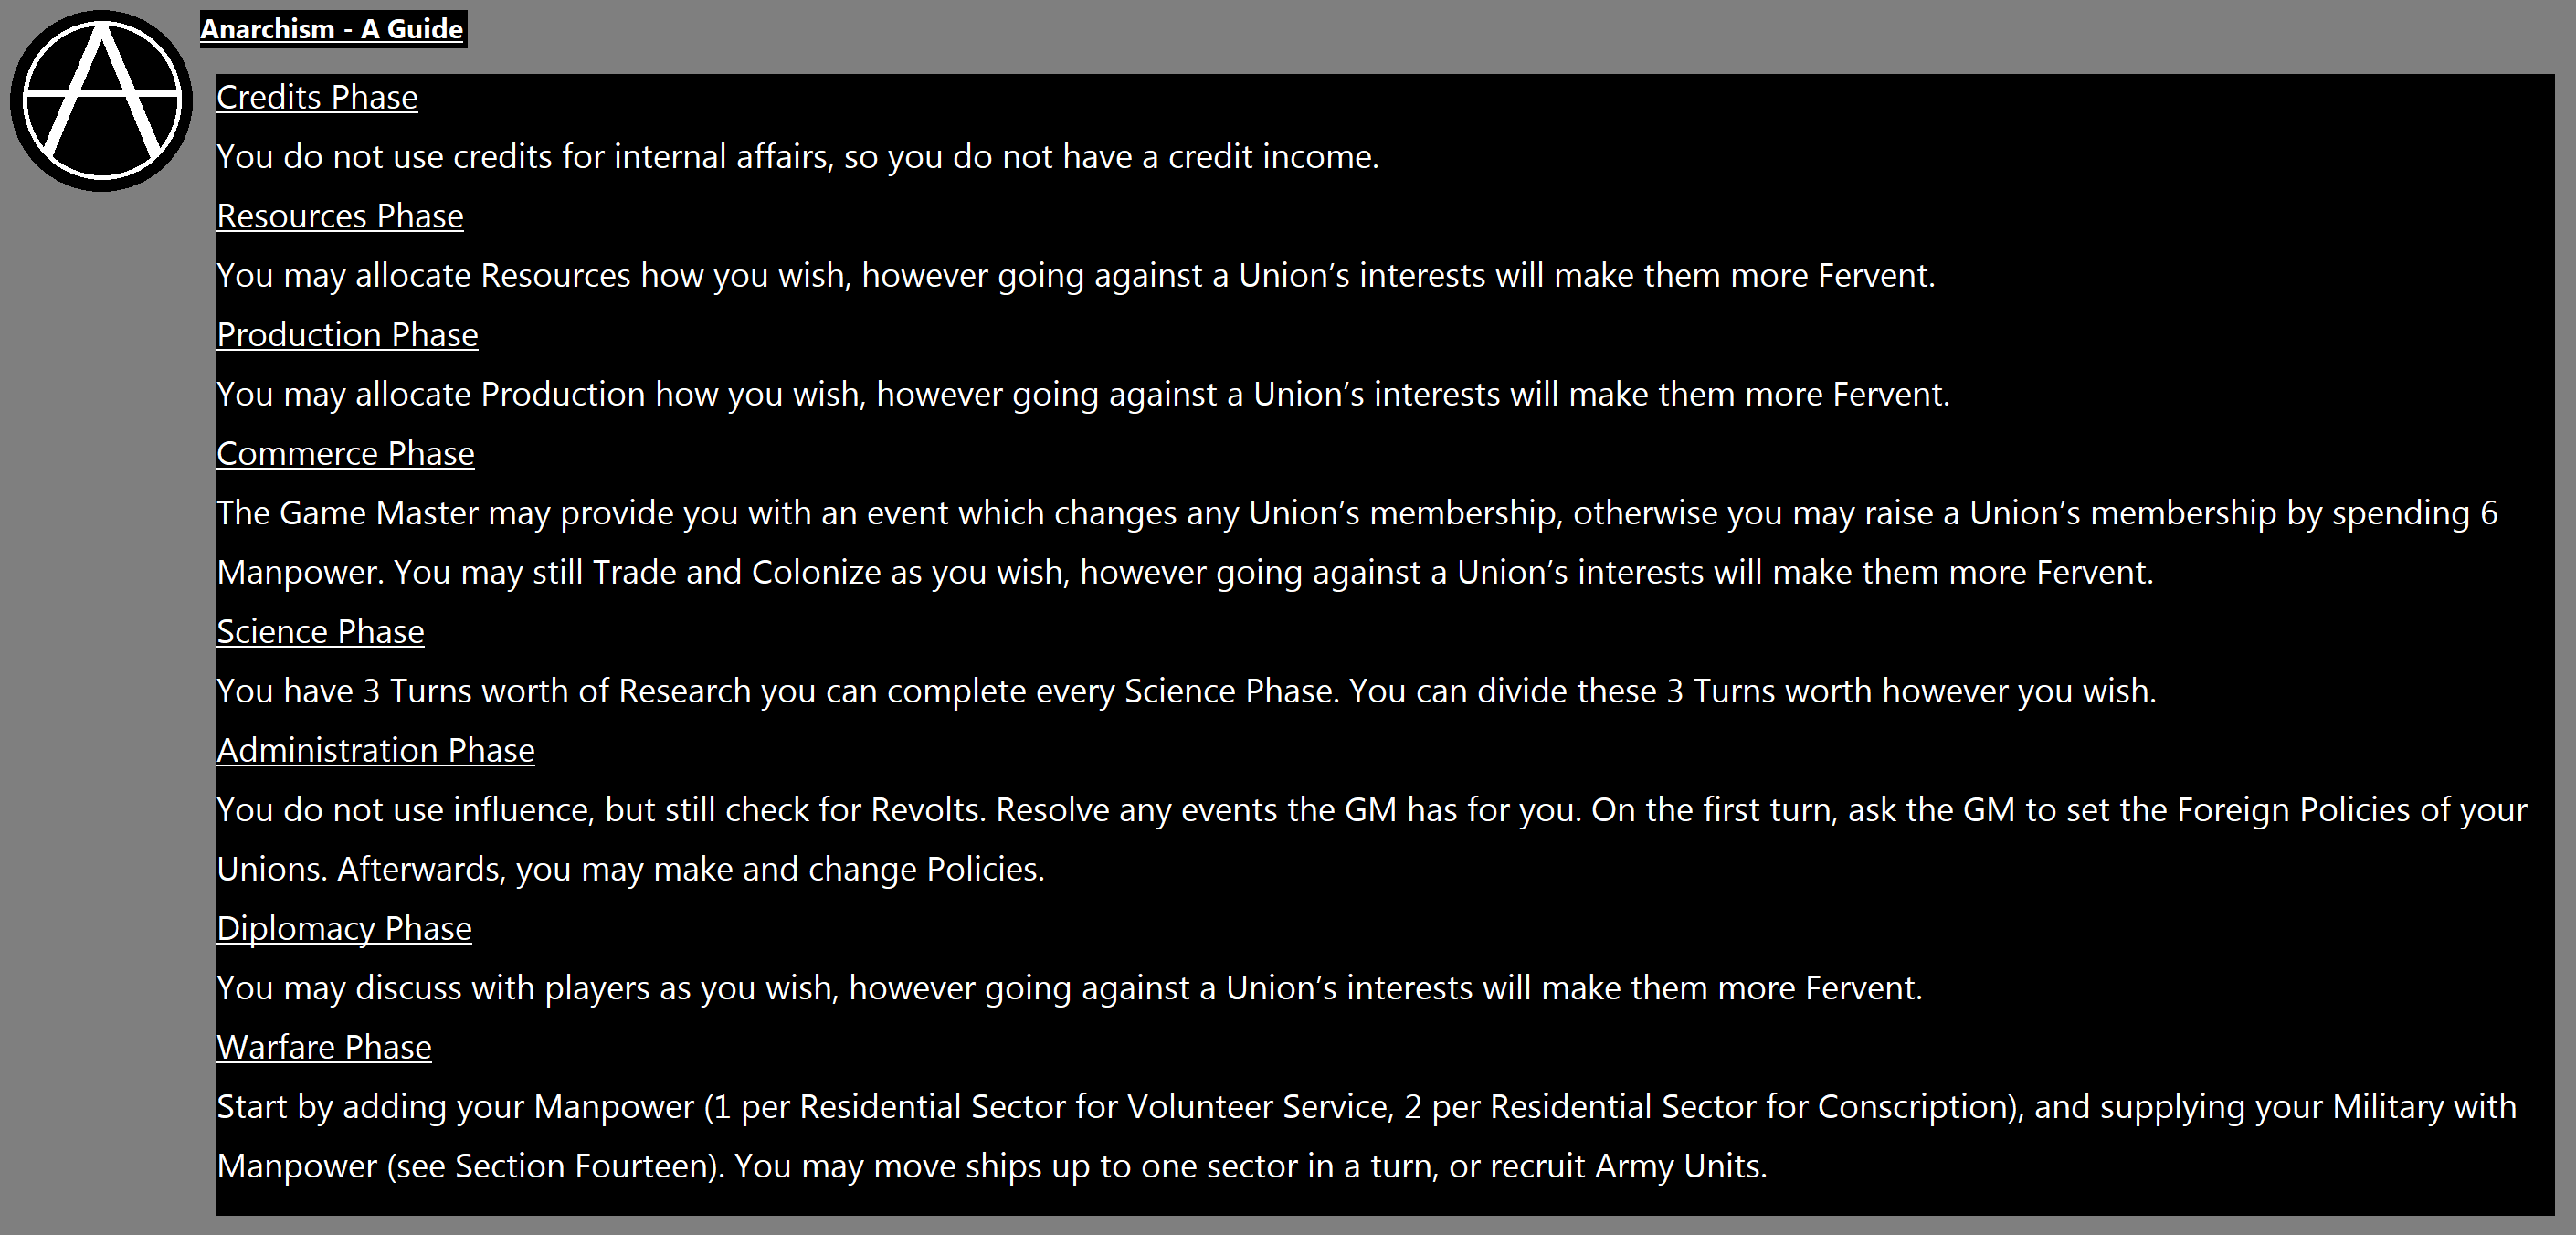 Anarchism - A Guide
Credits Phase
You do not use credits for internal affairs, so you do not have a credit income.
Resources Phase
You may allocate Resources how you wish, however going against a Union’s interests will make them more Fervent.
Production Phase
You may allocate Production how you wish, however going against a Union’s interests will make them more Fervent.
Commerce Phase
The Game Master may provide you with an event which changes any Union’s membership, otherwise you may raise a Union’s membership by spending 6
Manpower. You may still Trade and Colonize as you wish, however going against a Union’s interests will make them more Fervent.
Science Phase
You have 3 Turns worth of Research you can complete every Science Phase. You can divide these 3 Turns worth however you wish.
Administration Phase
You do not use influence, but still check for Revolts. Resolve any events the GM has for you. On the first turn, ask the GM to set the Foreign Policies of your
Unions. Afterwards, you may make and change Policies.
Diplomacy Phase
You may discuss with players as you wish, however going against a Union’s interests will make them more Fervent.
Warfare Phase
Start by adding your Manpower (1 per Residential Sector for Volunteer Service, 2 per Residential Sector for Conscription), and supplying your Military with
Manpower (see Section Fourteen). You may move ships up to one sector in a turn, or recruit Army Units.